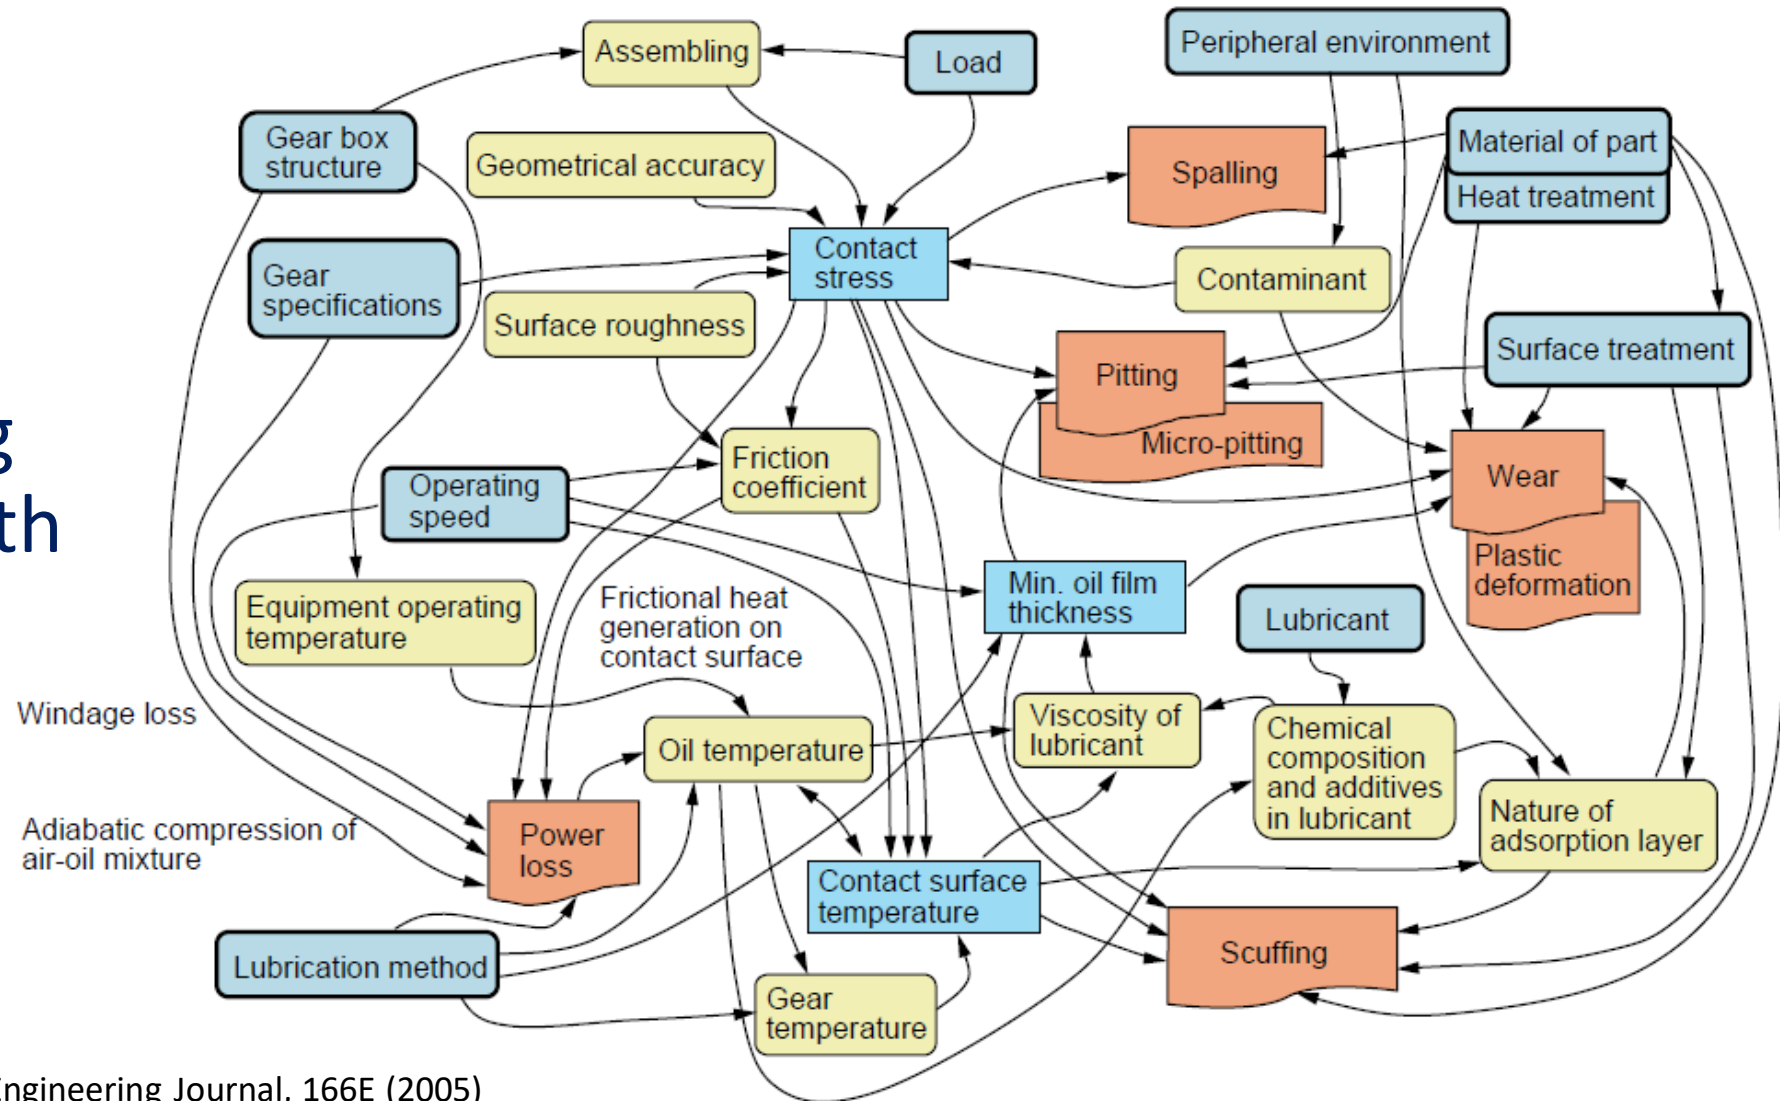 Assembling
Load
Peripheral environment
Gear box
structure
Geometrical accuracy
Spalling
Material of part
Heat treatment
Gear
specifications
Contact
stress
Contaminant
Surface roughness
Surface treatment
Pitting
Micro-pitting
g
th
Operating
speed
Friction
coefficient
Wear
Plastic
deformation
Equipment operating
temperature
Frictional heat
generation on
contact surface
Min. oil film
thickness
Lubricant
Windage loss
Oil temperature
Viscosity of
lubricant
Chemical
composition
and additives
in lubricant
Nature of
adsorption layer
Adiabatic compression of
air-oil mixture
Power
loss
Contact surface
temperature
Scuffing
Lubrication method
Gear
temperature
Engineering Journal, 166E (2005)